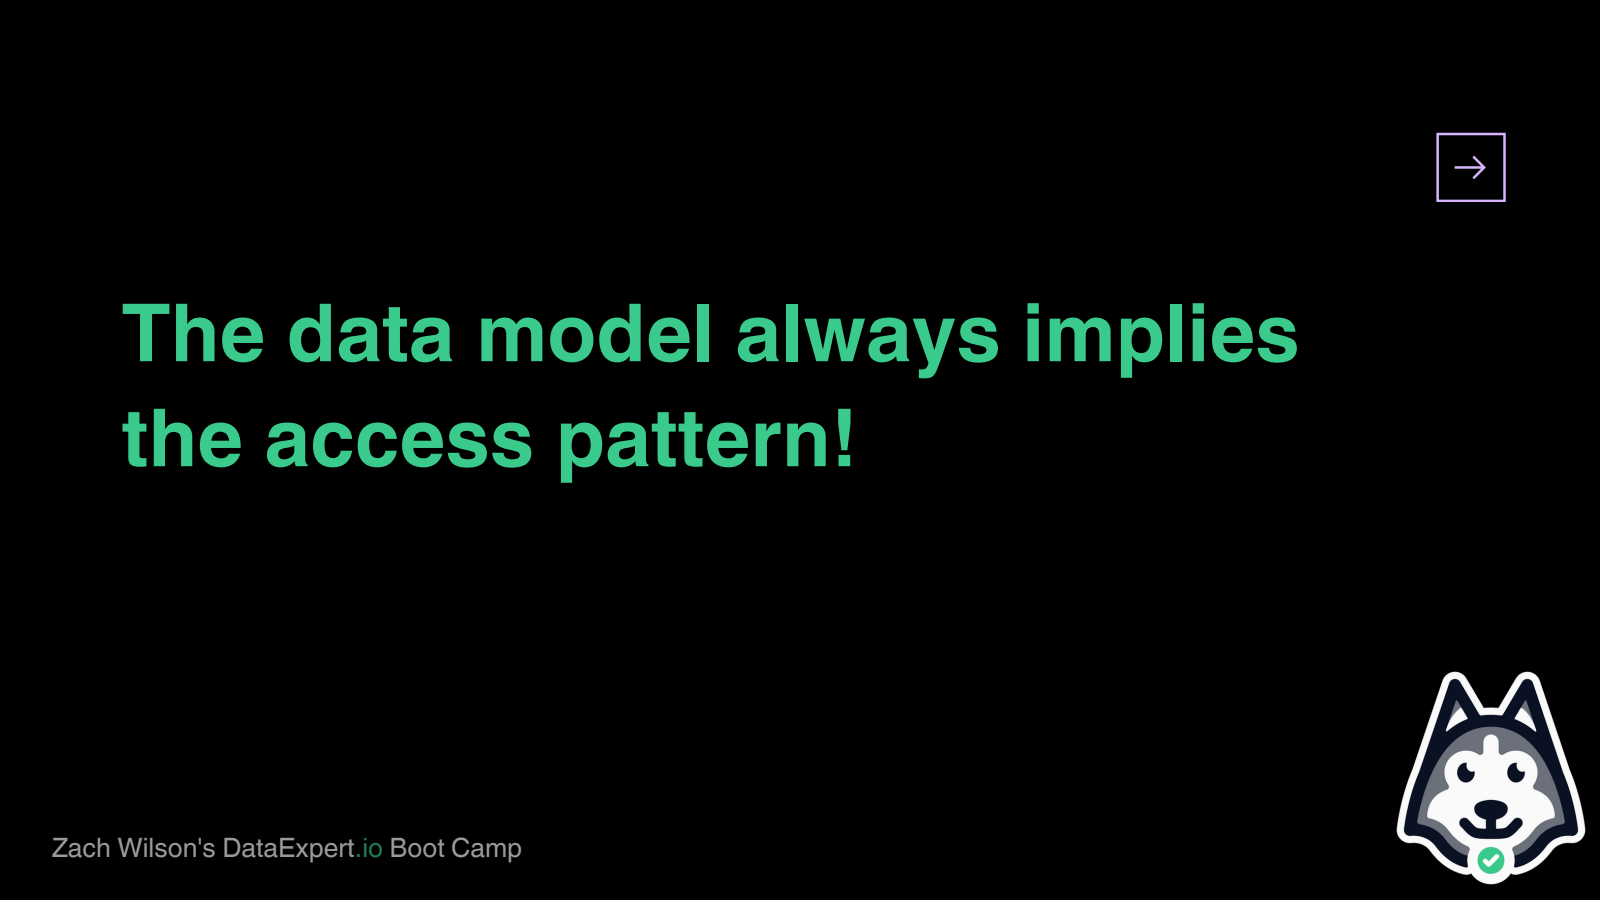 The data model always implies
the access pattern!
Zach Wilson's DataExpert.io Boot Camp